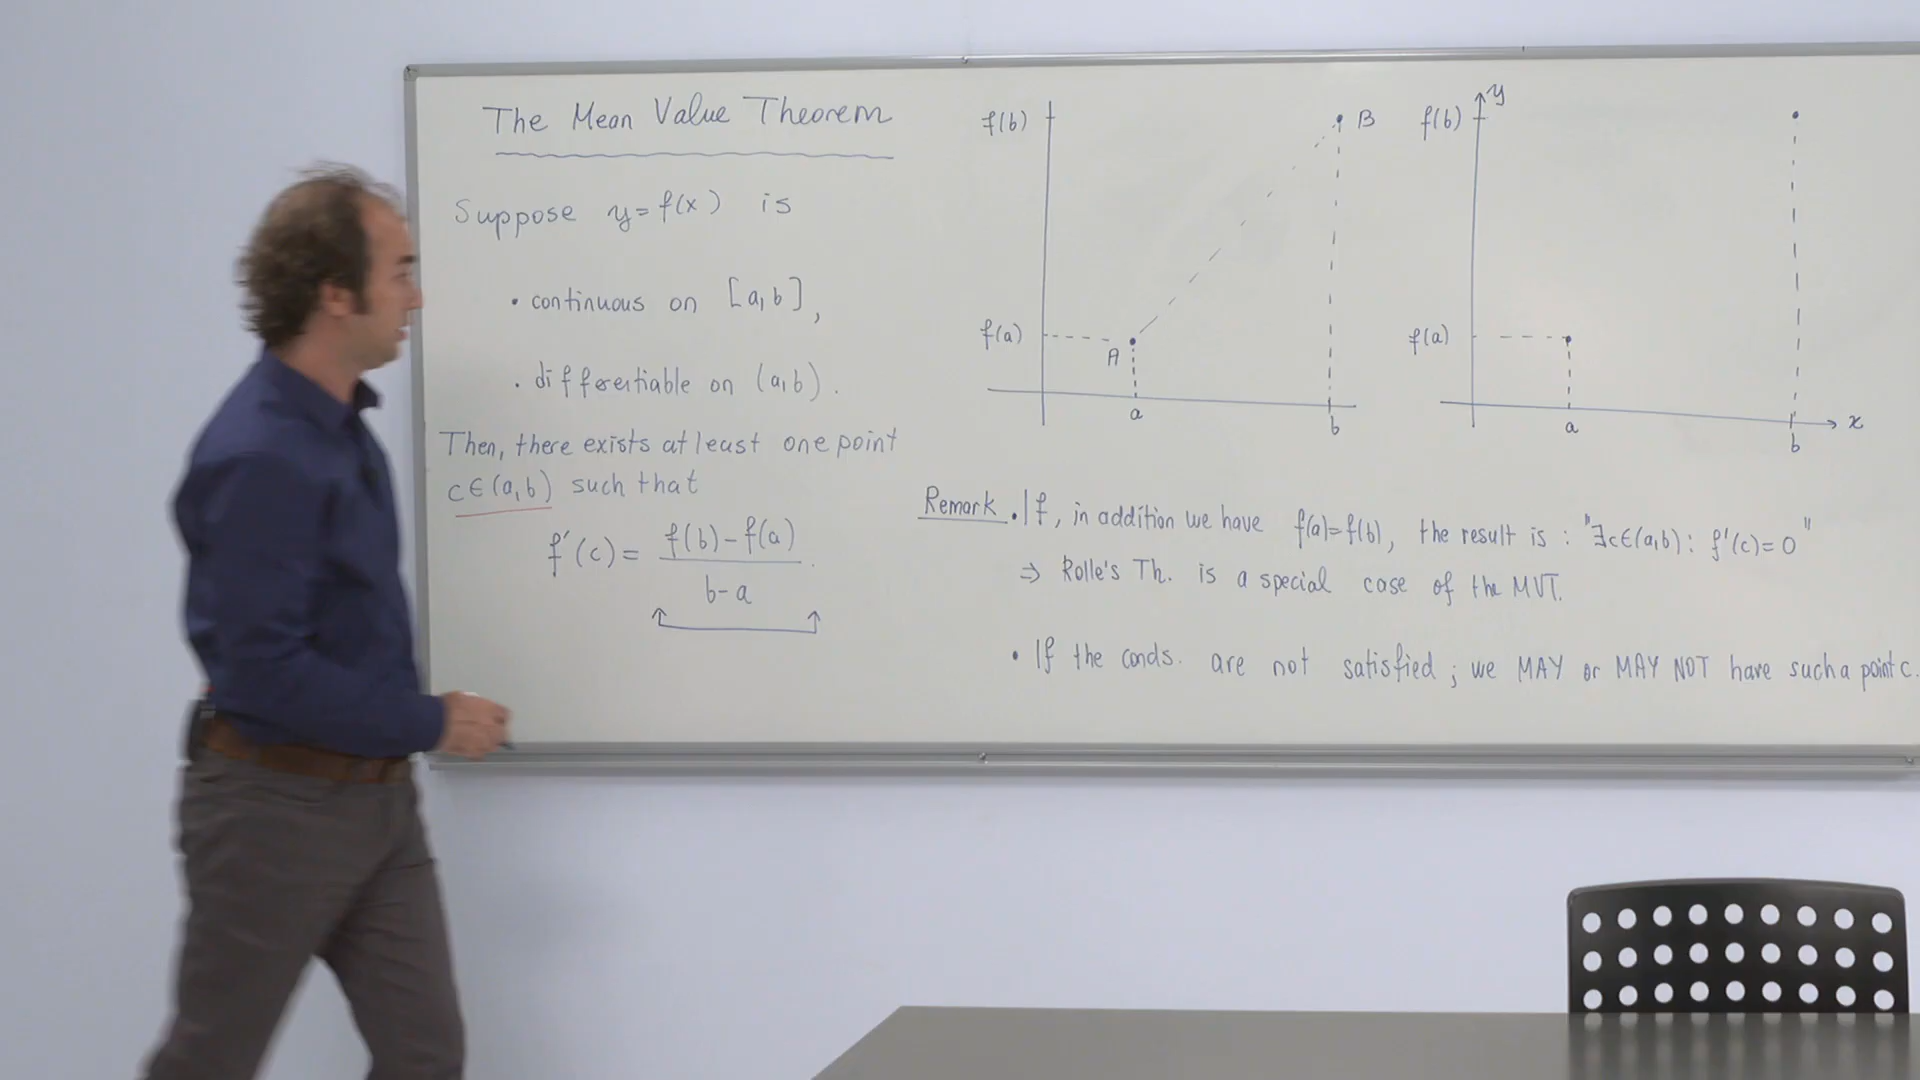 The Mean Value Theorem
Suppose y=f(x) is
• continuous on [a,b],
• differentiable on (a,b).
Then, there exists at least one point
c∈(a,b) such that
f'(c) = f(b)-f(a)
b-a
f(b)
B
f(a)
A
a
b
y
f(b)
f(a)
a
b
x
Remark. If, in addition we have f(a)=f(b), the result is : "∃c∈(a,b): f'(c)=0"
⇒ Rolle's Th. is a special case of the MVT.
• If the conds. are not satisfied ; we MAY or MAY NOT have such a point c.